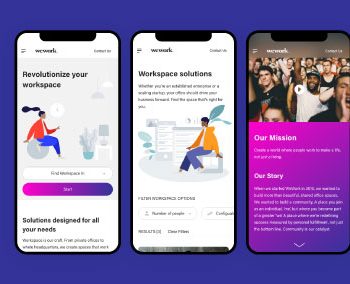 wework.
Contact Us
Revolutionize your
workspace
Find Workspace in
Start
Solutions designed for all
your needs
Workspace is our craft. From private offices to
whole headquarters, we create spaces that work
wework.
Contact Us
Workspace solutions
Whether you're an established enterprise or a
scaling startup, your office should drive your
business forward. Find the space that's right for
you.
FILTER WORKSPACE OPTIONS
Number of people
Configuat
RESULTS(3)
Clear Filters
wework.
Contact Us
Our Mission
Create a world where people work to make a life,
not just a living.
Our Story
When we started WeWork in 2010, we wanted to
build more than beautiful, shared office spaces.
We wanted to build a community. A place you join
as an individual, 'me', but where you become part
of a greater 'we'. A place where we're redefining
success measured by personal fulfillment, not just
the bottom line. Community is our catalyst.